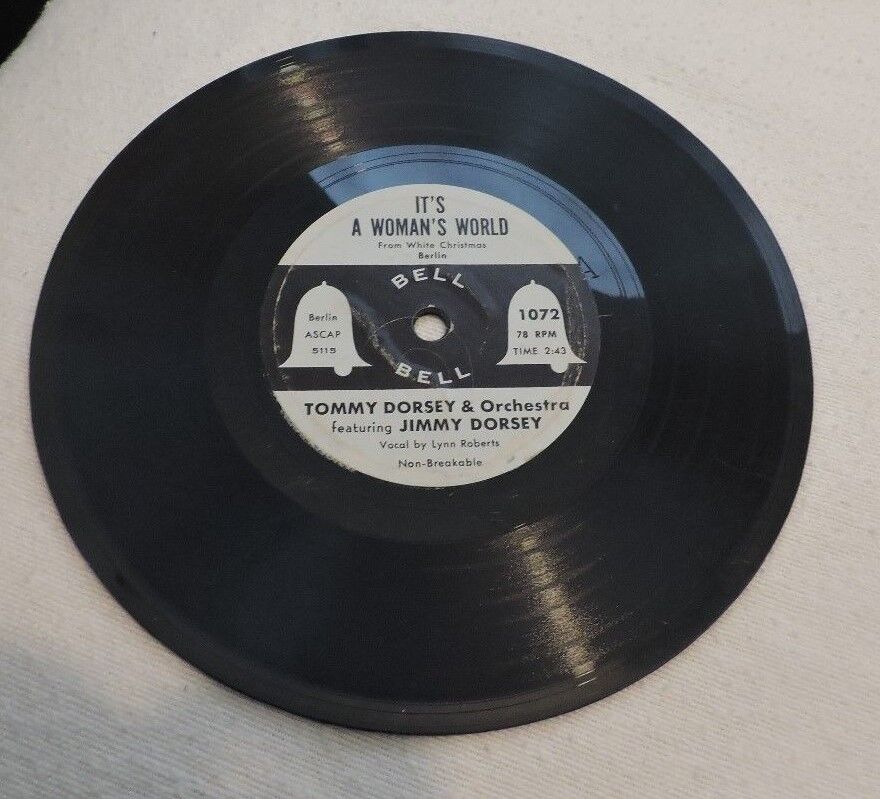 IT'S
A WOMAN'S WORLD
From White Christmas
Berlin
BELL
Berlin
ASCAP
5115
1072
78 RPM
TIME 2:43
BELL
TOMMY DORSEY & Orchestra
featuring JIMMY DORSEY
Vocal by Lynn Roberts
Non-Breakable